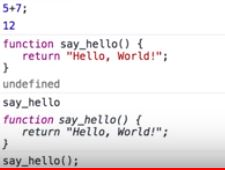 5+7;
12
function say_hello() {
return "Hello, World!";
}
undefined
say_hello
function say_hello() {
return "Hello, World!";
}
say_hello();